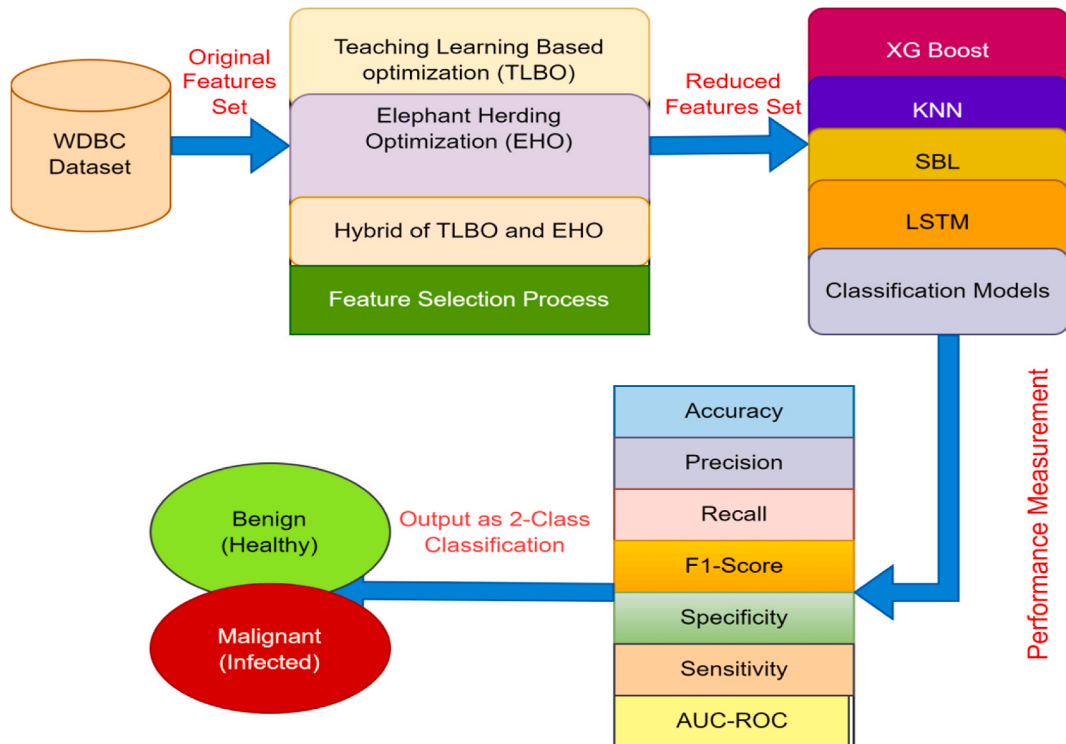 WDBC
Dataset
Original
Features
Set
Teaching Learning Based
optimization (TLBO)
Elephant Herding
Optimization (EHO)
Hybrid of TLBO and EHO
Feature Selection Process
Reduced
Features Set
XG Boost
KNN
SBL
LSTM
Classification Models
Performance Measurement
Accuracy
Precision
Recall
F1-Score
Specificity
Sensitivity
AUC-ROC
Output as 2-Class
Classification
Benign
(Healthy)
Malignant
(Infected)